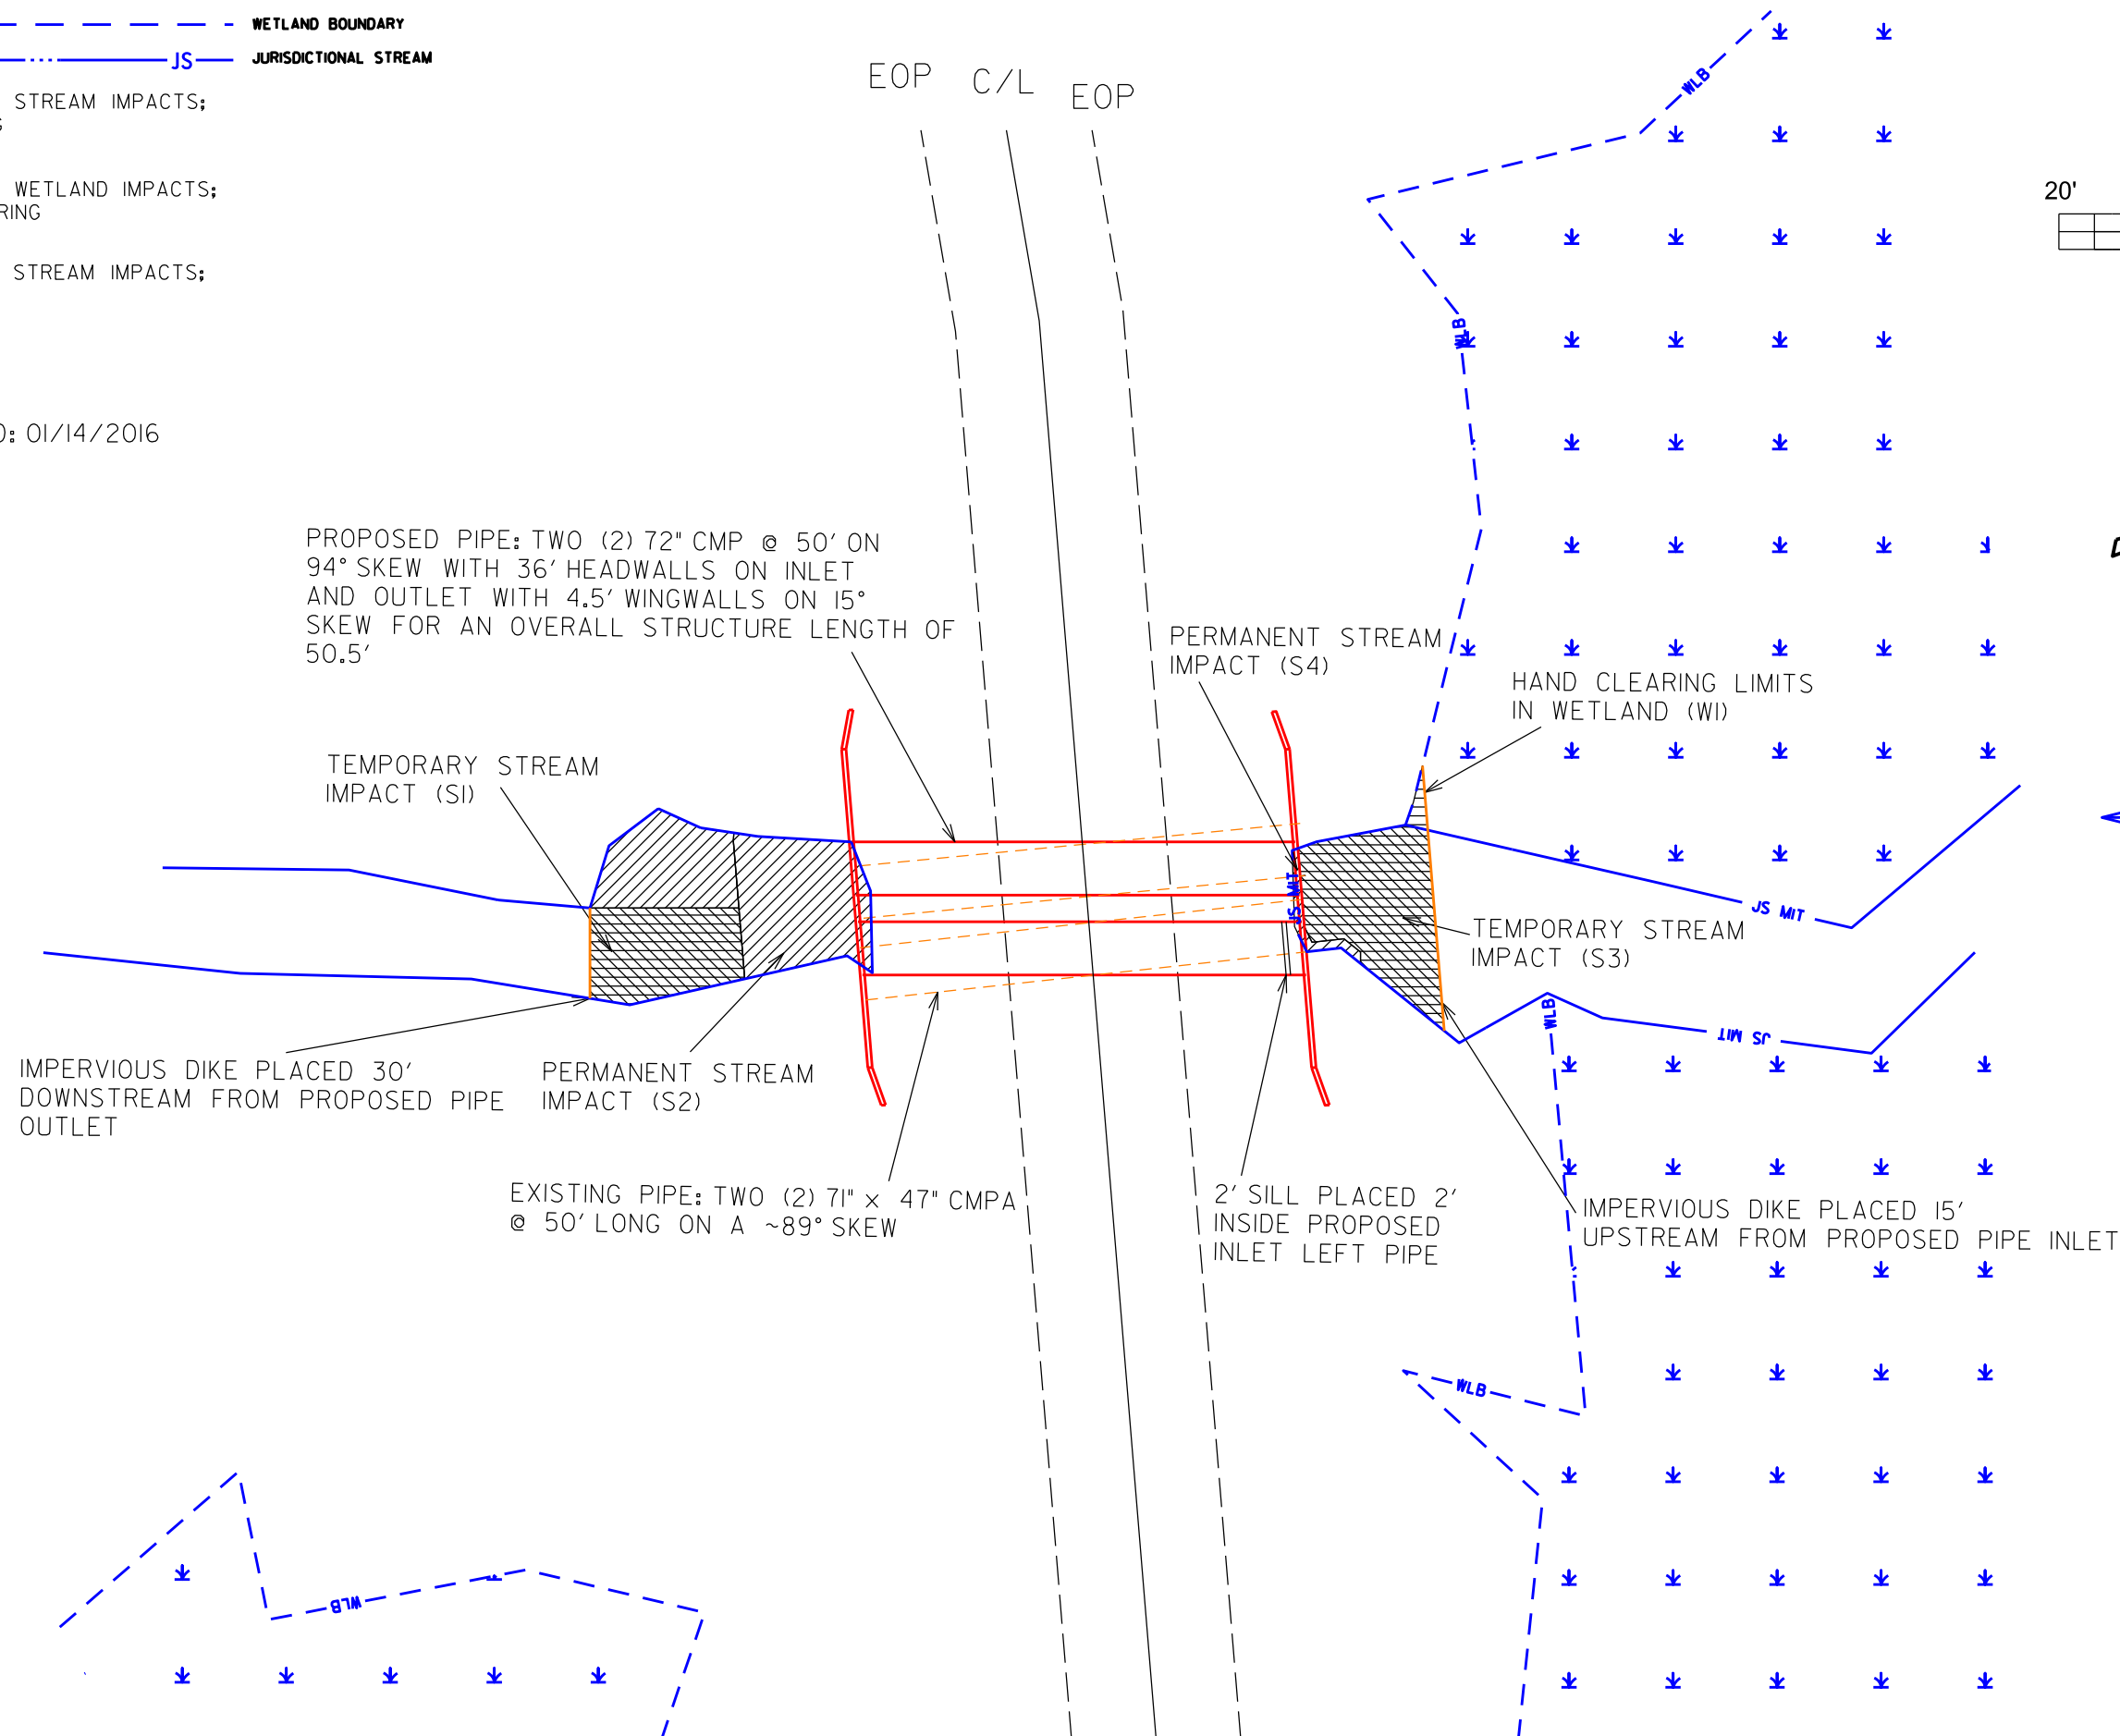 WETLAND BOUNDARY
JS
JURISDICTIONAL STREAM
STREAM IMPACTS;
WETLAND IMPACTS;
RING
STREAM IMPACTS;
01/14/2016
EOP C/L EOP
WLB
20'
WLB
PROPOSED PIPE: TWO (2) 72" CMP @ 50' ON
94° SKEW WITH 36' HEADWALLS ON INLET
AND OUTLET WITH 4.5' WINGWALLS ON 15°
SKEW FOR AN OVERALL STRUCTURE LENGTH OF
50.5'
PERMANENT STREAM
IMPACT (S4)
HAND CLEARING LIMITS
IN WETLAND (W1)
TEMPORARY STREAM
IMPACT (S1)
JS MIT
JS MIT
TEMPORARY STREAM
IMPACT (S3)
WLB
JS MIT
IMPERVIOUS DIKE PLACED 30'
DOWNSTREAM FROM PROPOSED PIPE
OUTLET
PERMANENT STREAM
IMPACT (S2)
EXISTING PIPE: TWO (2) 71" x 47" CMPA
@ 50' LONG ON A ~89° SKEW
2' SILL PLACED 2'
INSIDE PROPOSED
INLET LEFT PIPE
IMPERVIOUS DIKE PLACED 15'
UPSTREAM FROM PROPOSED PIPE INLET
WLB
WLB